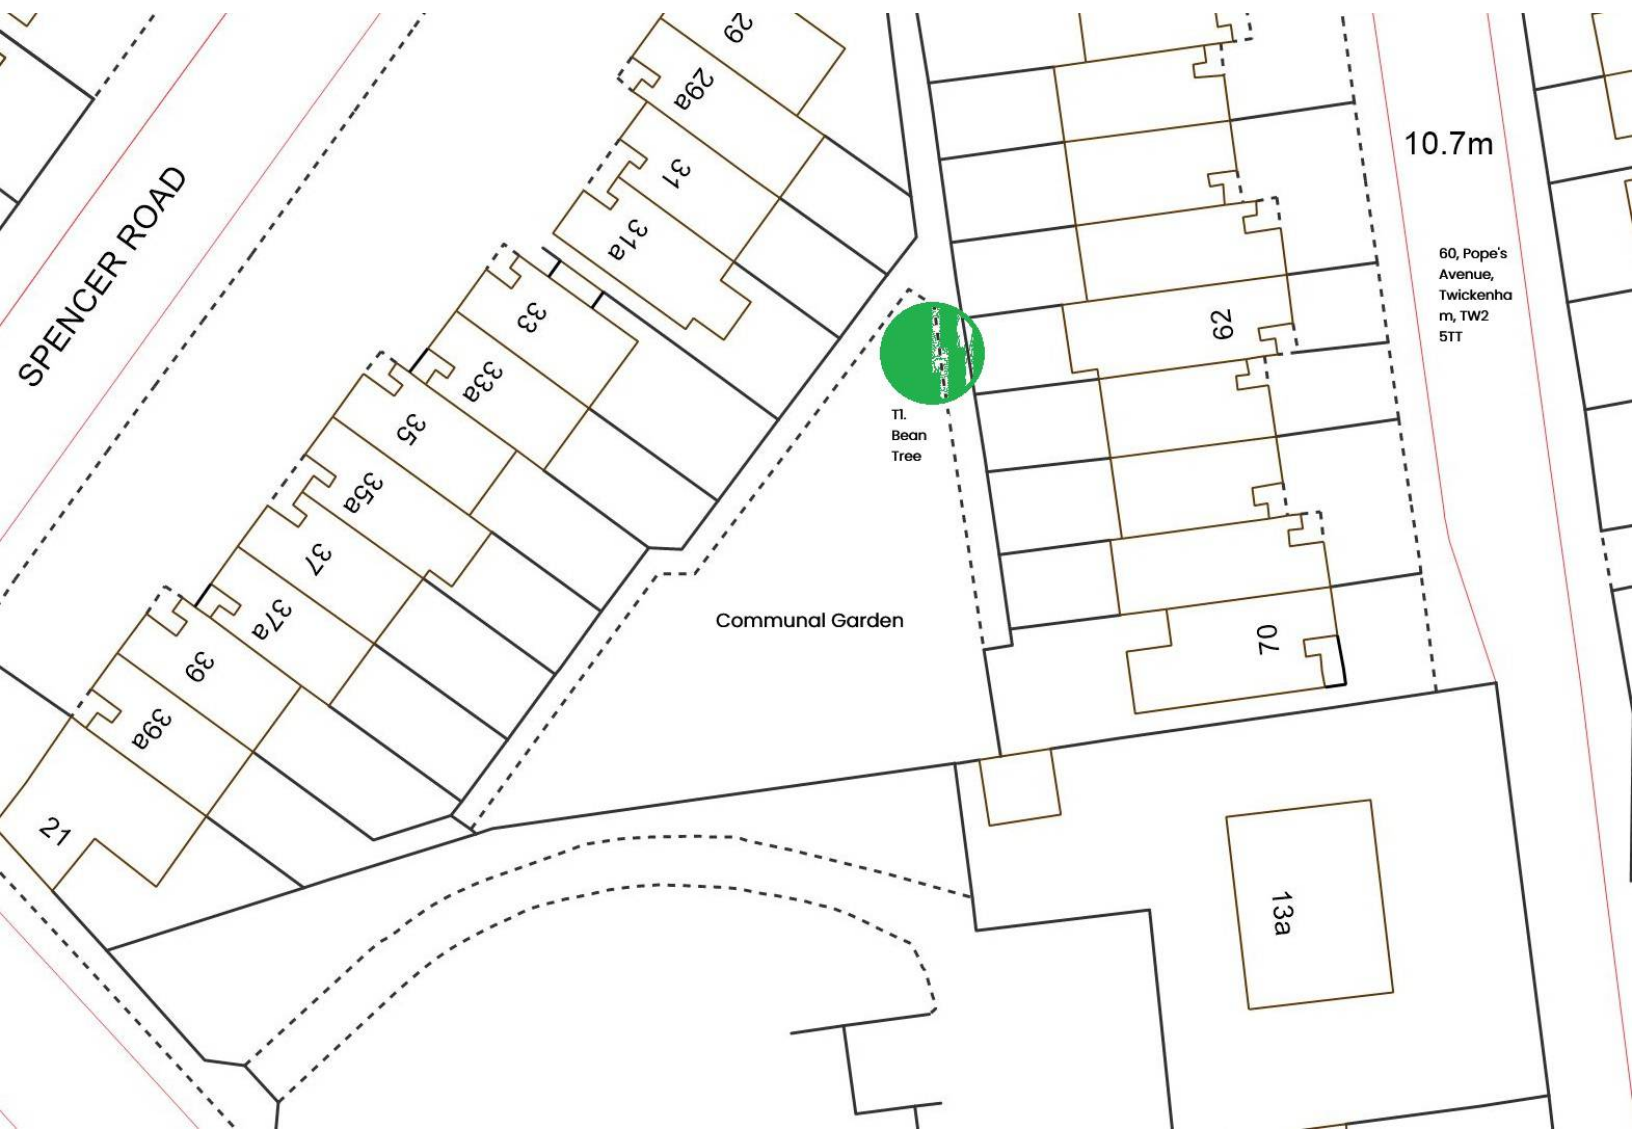 29
29a
31
31a
33
33a
35
35a
37
37a
39
39a
21
SPENCER ROAD
10.7m
60, Pope's
Avenue,
Twickenha
m, TW2
5TT
62
T1.
Bean
Tree
Communal Garden
70
13a